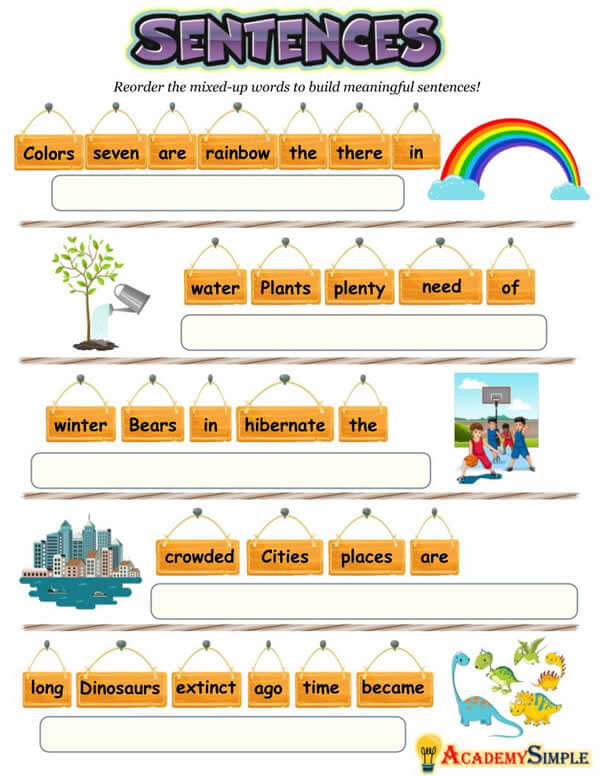 SENTENCES
Reorder the mixed-up words to build meaningful sentences!
Colors seven are rainbow the there in
water Plants plenty need of
winter Bears in hibernate the
crowded Cities places are
long Dinosaurs extinct ago time became
AcademySimple